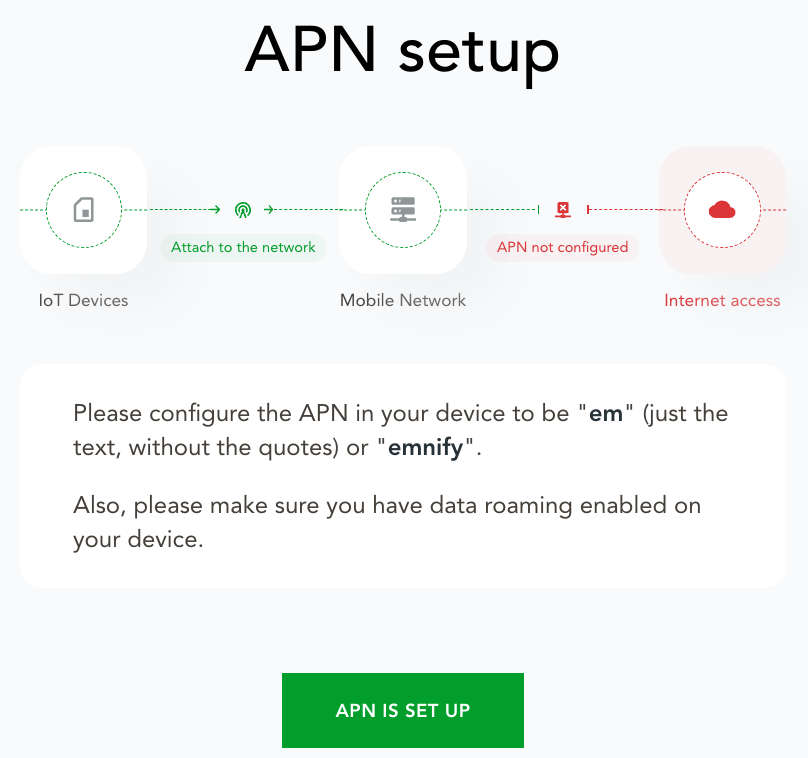 APN setup
Attach to the network
APN not configured
IoT Devices
Mobile Network
Internet access
Please configure the APN in your device to be "em" (just the
text, without the quotes) or "emnify".
Also, please make sure you have data roaming enabled on
your device.
APN IS SET UP